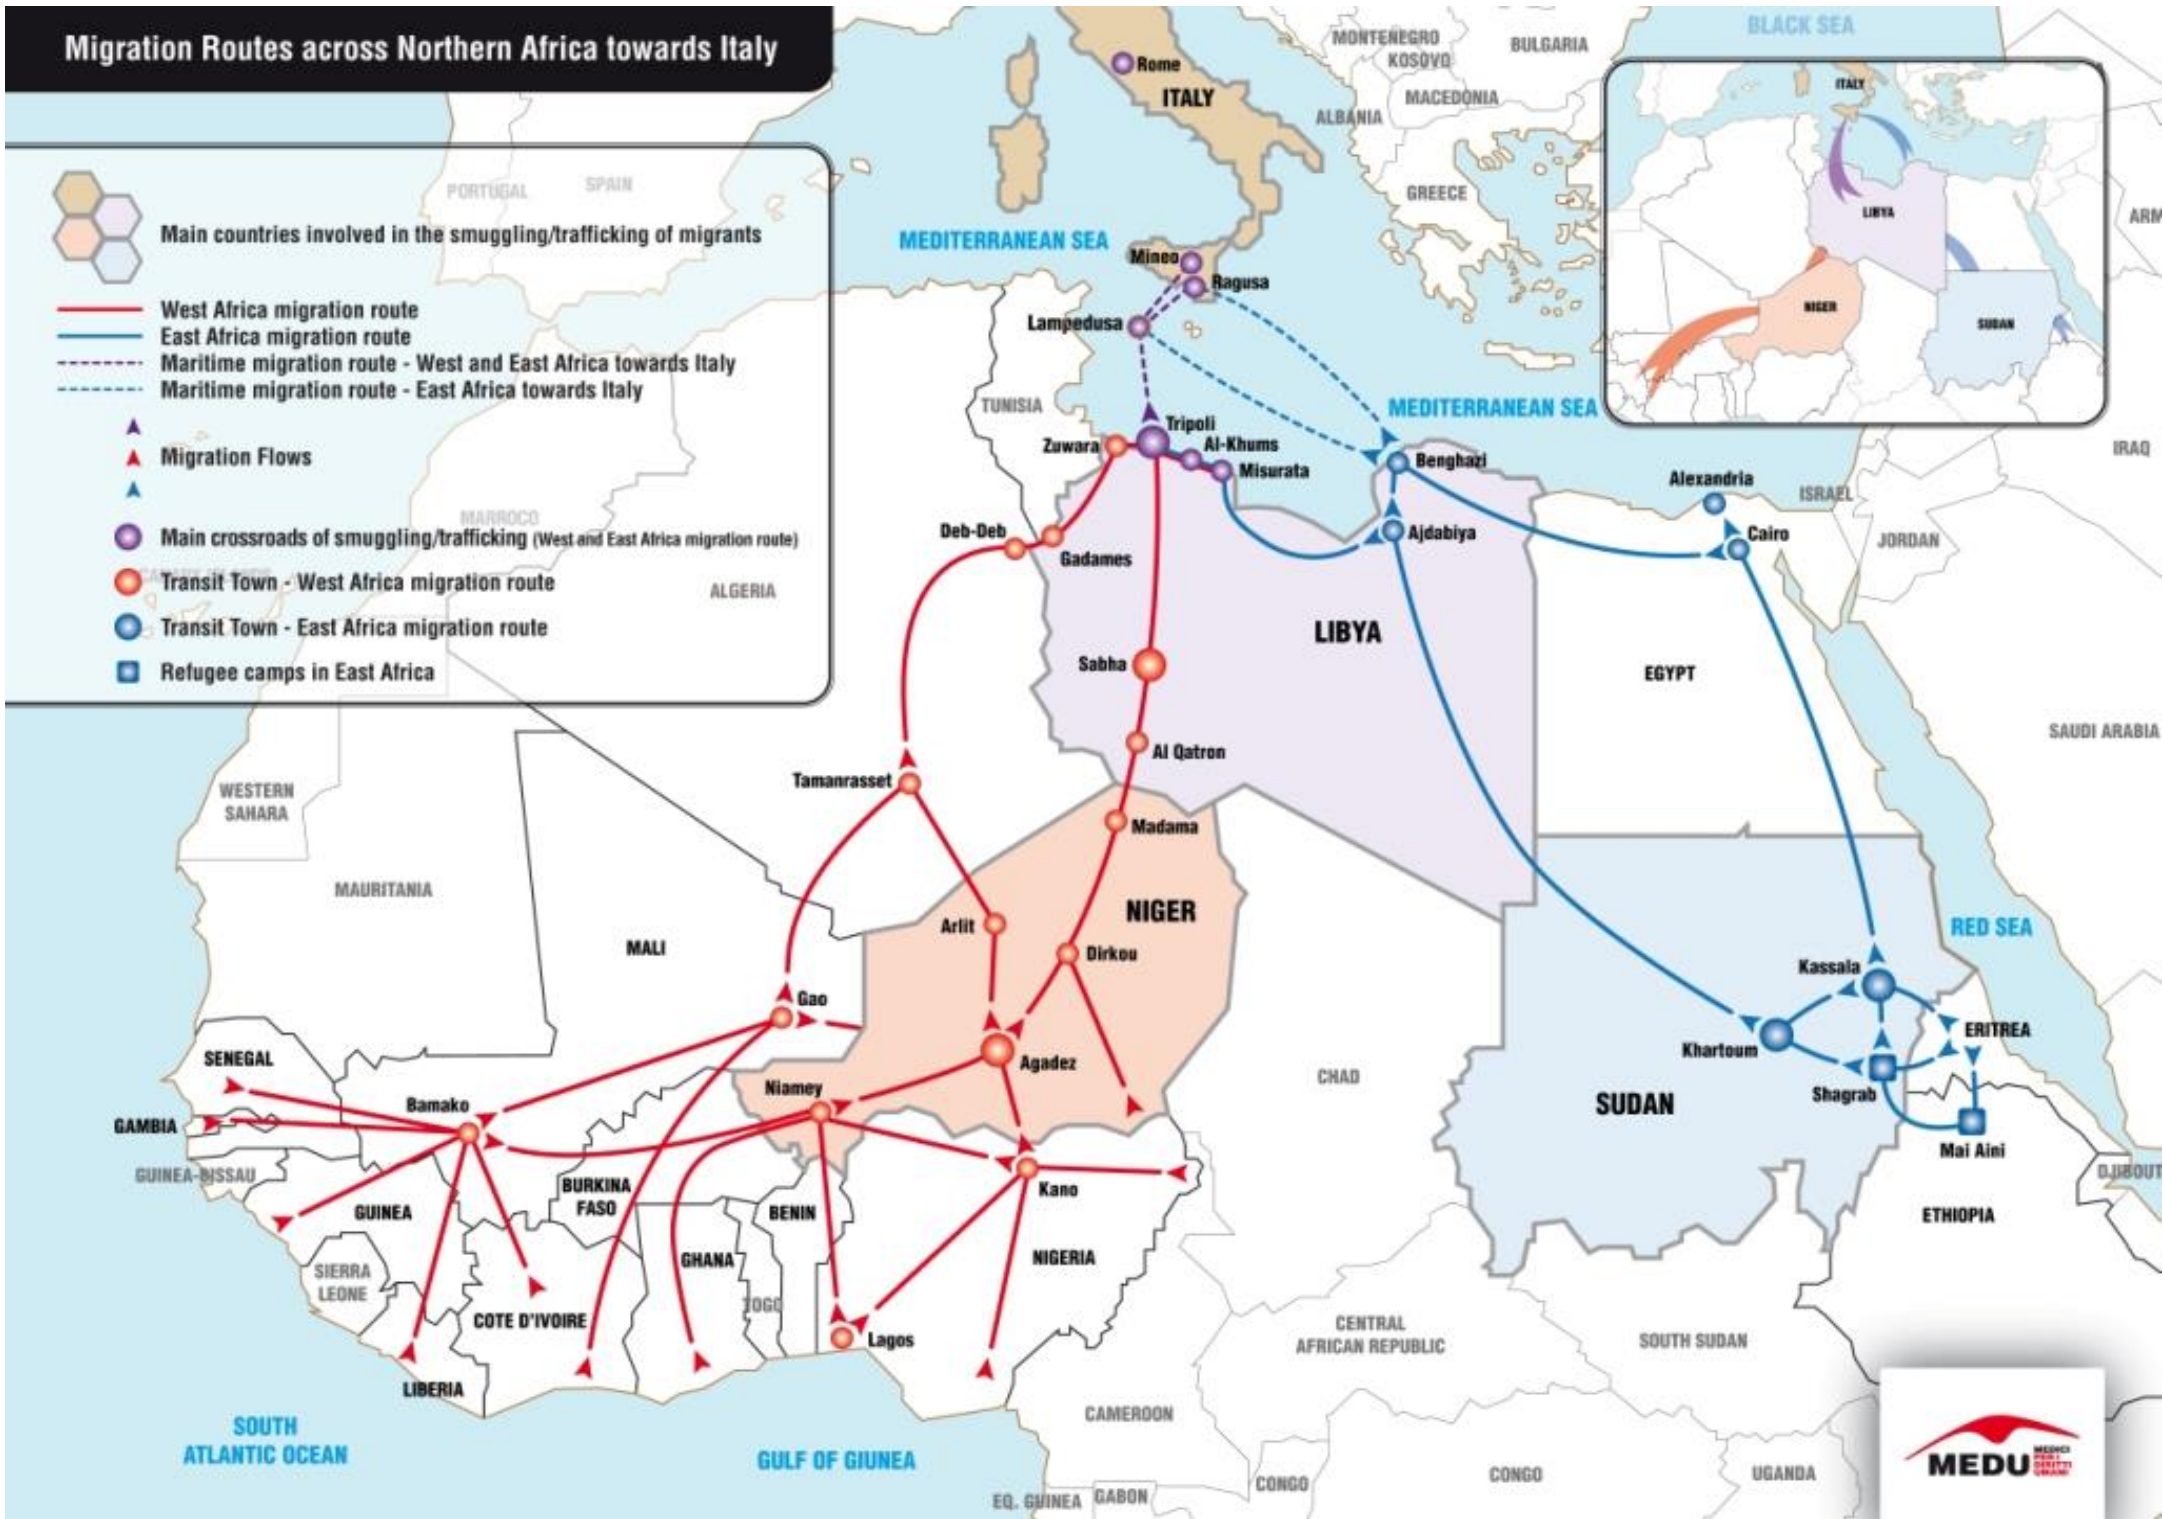 Migration Routes across Northern Africa towards Italy
Main countries involved in the smuggling/trafficking of migrants
West Africa migration route
East Africa migration route
Maritime migration route - West and East Africa towards Italy
Maritime migration route - East Africa towards Italy
Migration Flows
Main crossroads of smuggling/trafficking (West and East Africa migration route)
Transit Town - West Africa migration route
Transit Town - East Africa migration route
Refugee camps in East Africa
PORTUGAL
SPAIN
MARROCO
ALGERIA
Rome
ITALY
MONTENEGRO
KOSOVO
BULGARIA
BLACK SEA
MACEDONIA
ALBANIA
GREECE
MEDITERRANEAN SEA
Mineo
Ragusa
Lampedusa
ITALY
LIBYA
NIGER
SUDAN
ARM
TUNISIA
MEDITERRANEAN SEA
Tripoli
Zuwara
Al-Khums
Misurata
Benghazi
Alexandria
ISRAEL
IRAQ
Deb-Deb
Gadames
Ajdabiya
Cairo
JORDAN
LIBYA
Sabha
EGYPT
SAUDI ARABIA
Al Qatron
Tamanrasset
WESTERN
SAHARA
Madama
MAURITANIA
MALI
Arlit
NIGER
Dirkou
RED SEA
Kassala
Gao
ERITREA
Khartoum
SENEGAL
Agadez
CHAD
Niamey
Shagrab
SUDAN
Bamako
GAMBIA
Mai Aini
GUINEA-BISSAU
DJIBOUT
BURKINA
FASO
Kano
GUINEA
BENIN
ETHIOPIA
GHANA
NIGERIA
SIERRA
LEONE
TOGO
COTE D'IVOIRE
Lagos
CENTRAL
AFRICAN REPUBLIC
SOUTH SUDAN
LIBERIA
CAMEROON
SOUTH
ATLANTIC OCEAN
GULF OF GIUNEA
EQ. GUINEA
GABON
CONGO
CONGO
UGANDA
MEDU
MEDICI
PER I
DIRITTI
UMANI